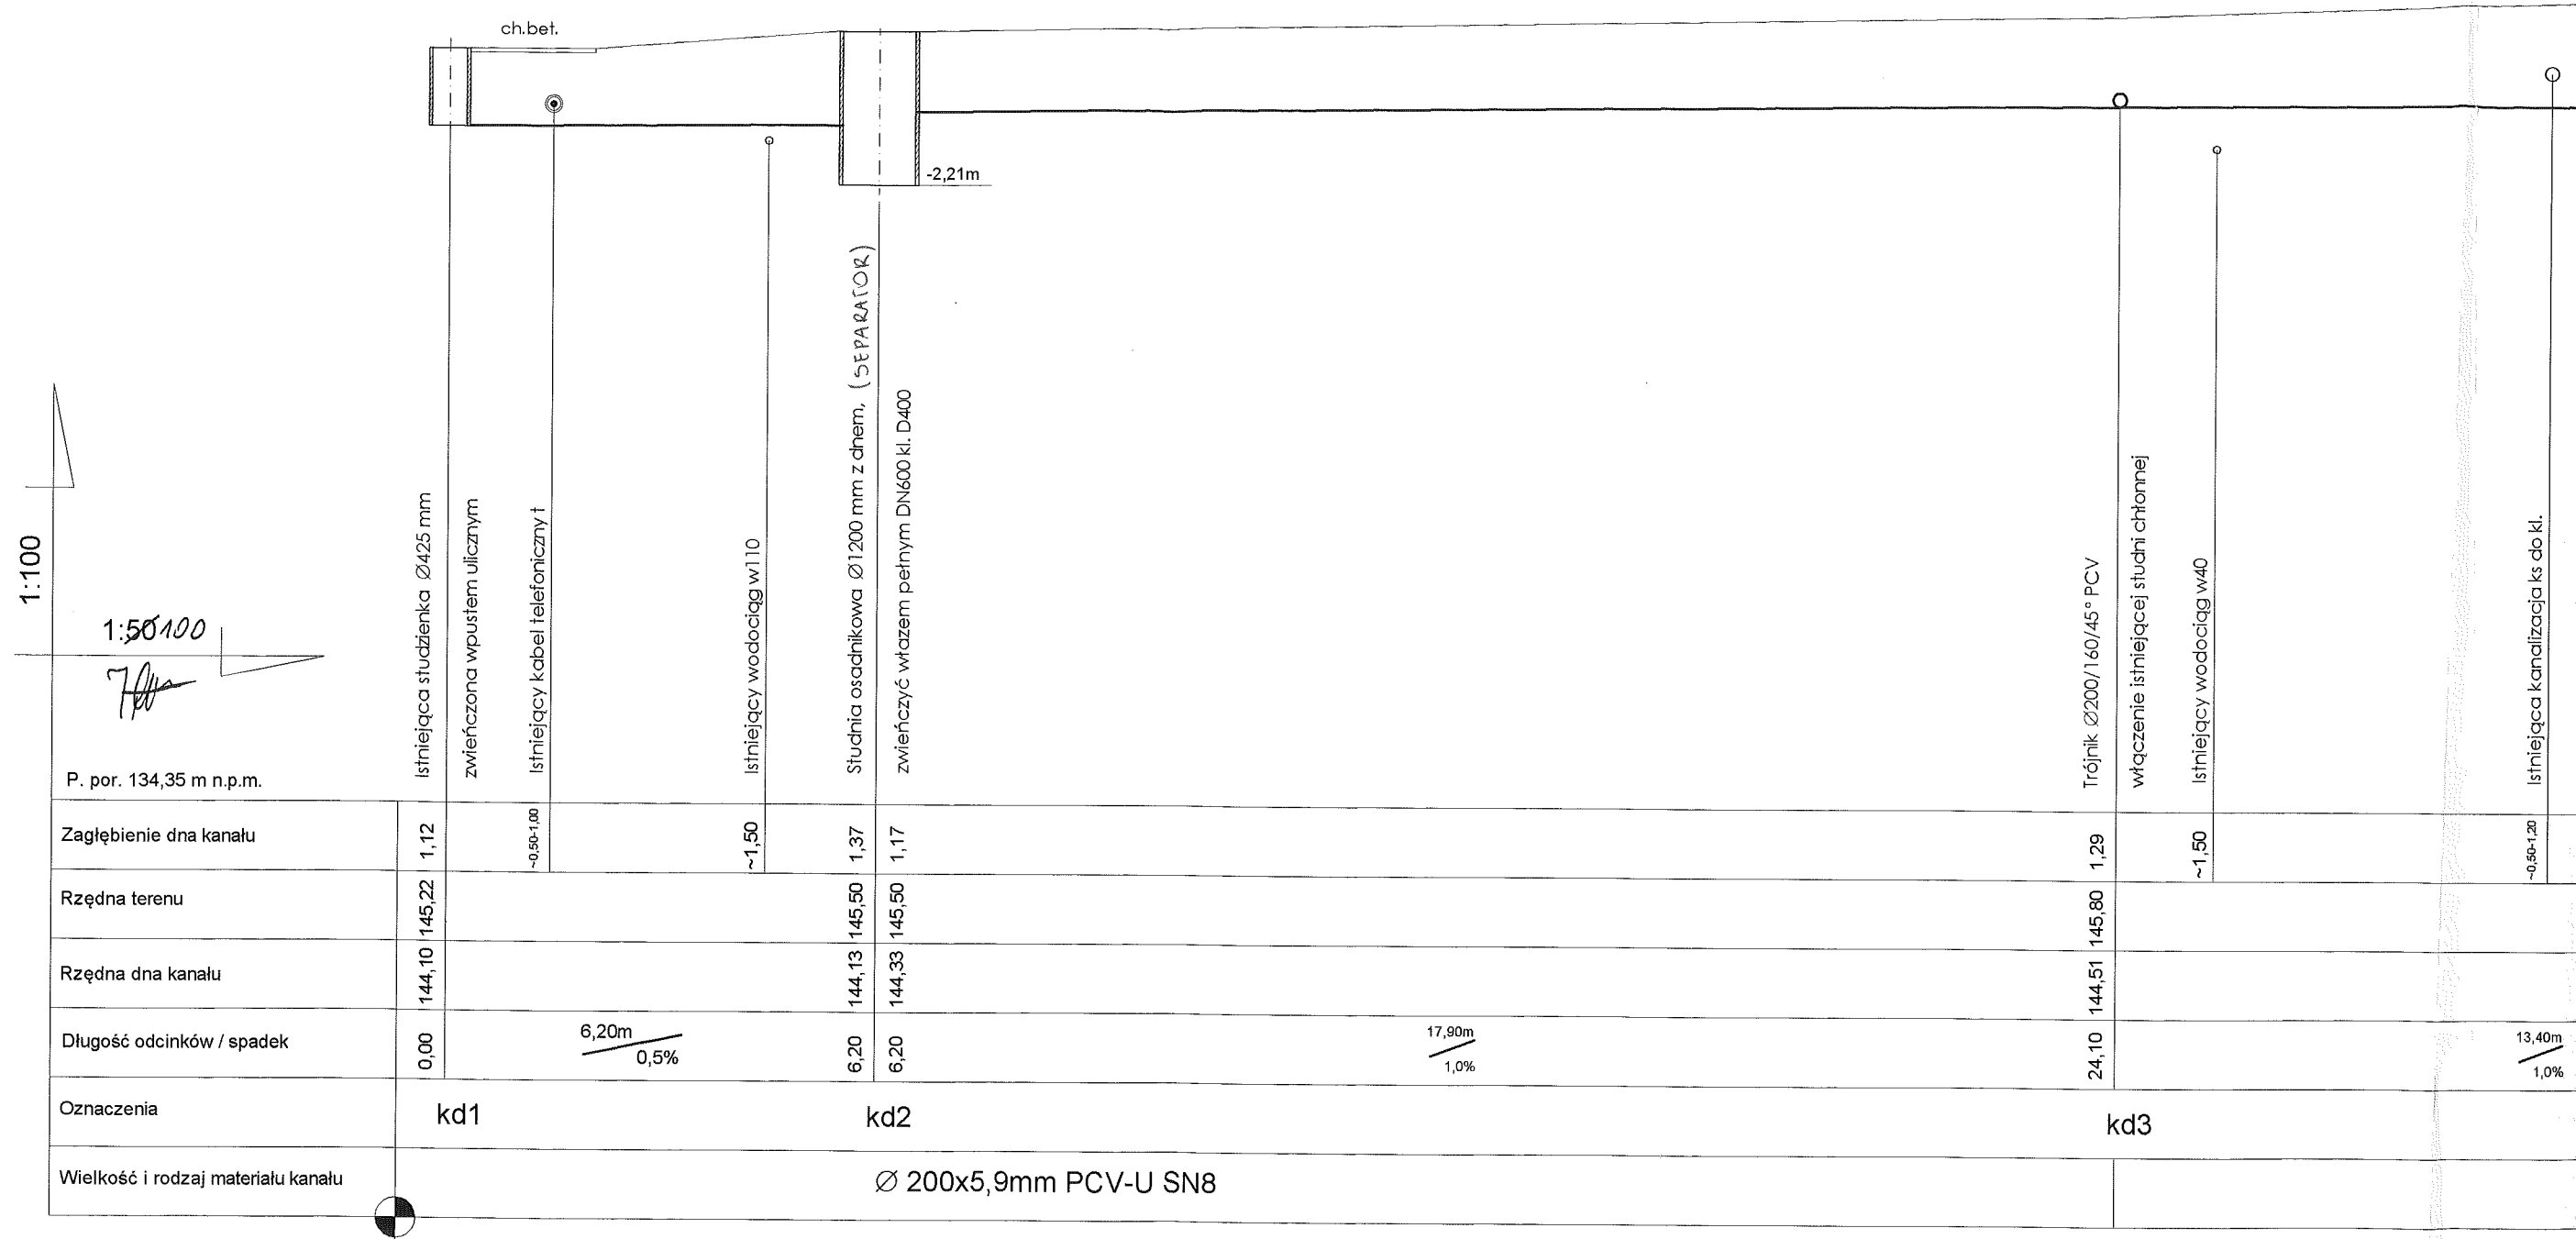 ch.bet.
-2,21m
1:100
1:50 100
P. por. 134,35 m n.p.m.
Istniejąca studzienka Ø425 mm
zwieńczona wpustem ulicznym
Istniejący kabel telefoniczny t
Istniejący wodociąg w110
Studnia osadnikowa Ø1200 mm z dnem, (SEPARATOR)
zwieńczyć włazem pełnym DN600 kl. D400
Trójnik Ø200/160/45° PCV
włączenie istniejącej studni chłonnej
Istniejący wodociąg w40
Istniejąca kanalizacja ks do kl.
Zagłębienie dna kanału
1,12
~0,50-1,00
~1,50
1,37
1,17
1,29
~1,50
~0,50-1,20
Rzędna terenu
145,22
145,50
145,50
145,80
Rzędna dna kanału
144,10
144,13
144,33
144,51
Długość odcinków / spadek
0,00
6,20m
0,5%
6,20
6,20
17,90m
1,0%
24,10
13,40m
1,0%
Oznaczenia
kd1
kd2
kd3
Wielkość i rodzaj materiału kanału
Ø 200x5,9mm PCV-U SN8